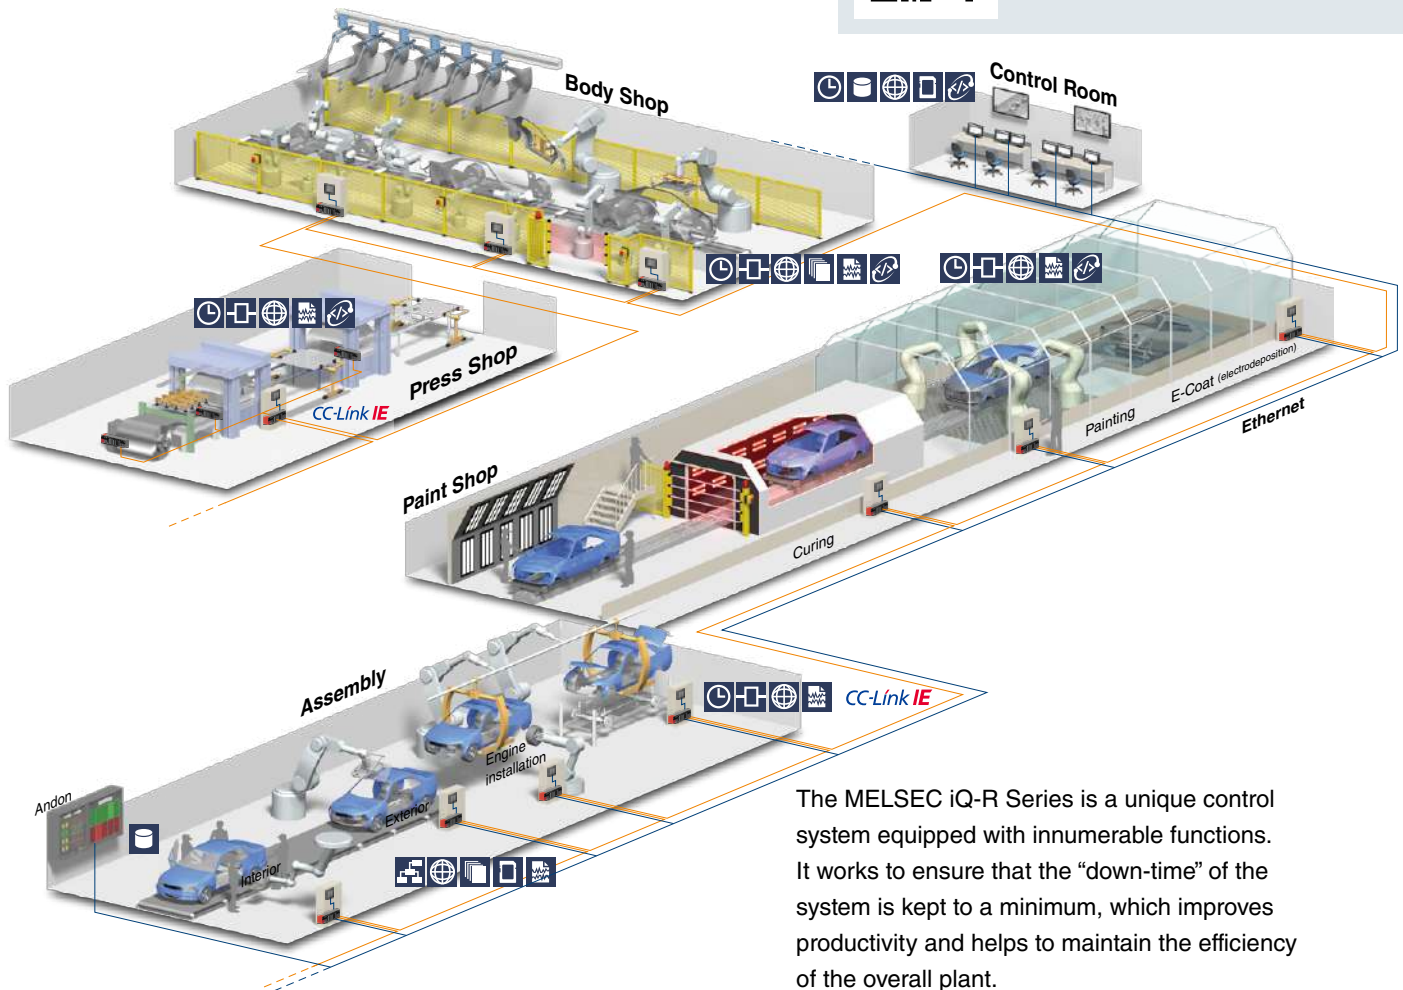 Body Shop
Control Room
Press Shop
CC-Link IE
E-Coat (electrodeposition)
Painting
Ethernet
Paint Shop
Curing
Assembly
CC-Link IE
Engine
installation
Andon
Exterior
Interior
The MELSEC iQ-R Series is a unique control
system equipped with innumerable functions.
It works to ensure that the “down-time” of the
system is kept to a minimum, which improves
productivity and helps to maintain the efficiency
of the overall plant.